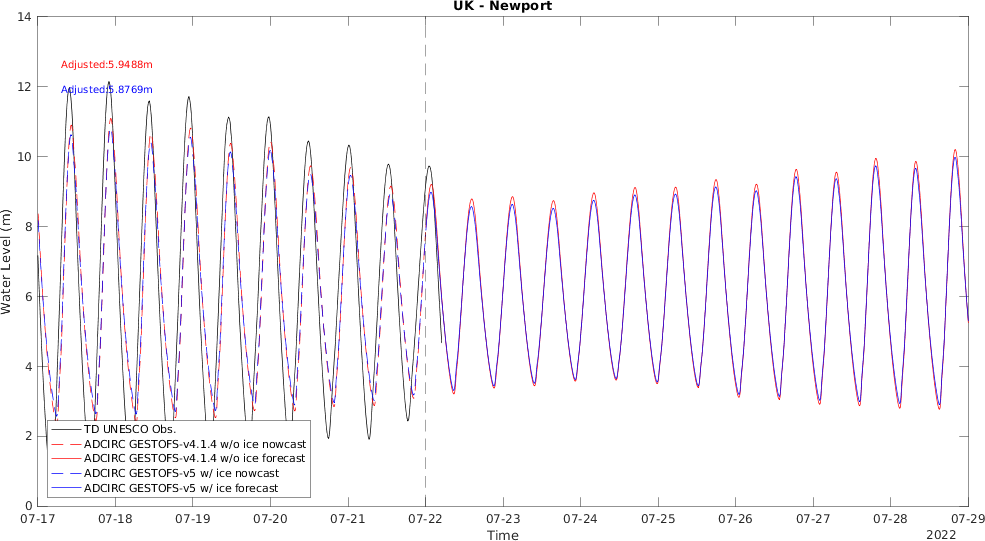 UK - Newport
14
12
10
8
6
4
2
0
Water Level (m)
Adjusted:5.9488m
Adjusted:5.8769m
TD UNESCO Obs.
ADCIRC GESTOFS-v4.1.4 w/o ice nowcast
ADCIRC GESTOFS-v4.1.4 w/o ice forecast
ADCIRC GESTOFS-v5 w/ ice nowcast
ADCIRC GESTOFS-v5 w/ ice forecast
07-17 07-18 07-19 07-20 07-21 07-22 07-23 07-24 07-25 07-26 07-27 07-28 07-29
Time
2022